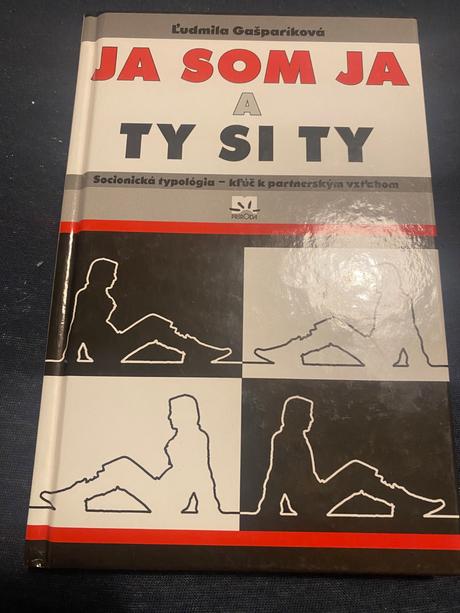 Ľudmila Gašparíková
JA SOM JA
A
TY SI TY
Socionická typológia – kľúč k partnerským vzťahom
PRÍRODA